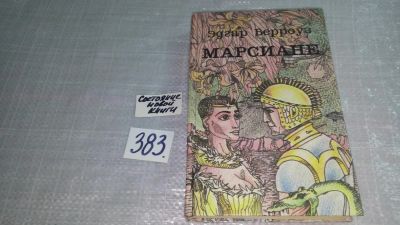 Эдгар Берроуз
МАРСИАНЕ
Состояние
новой
книги
383.